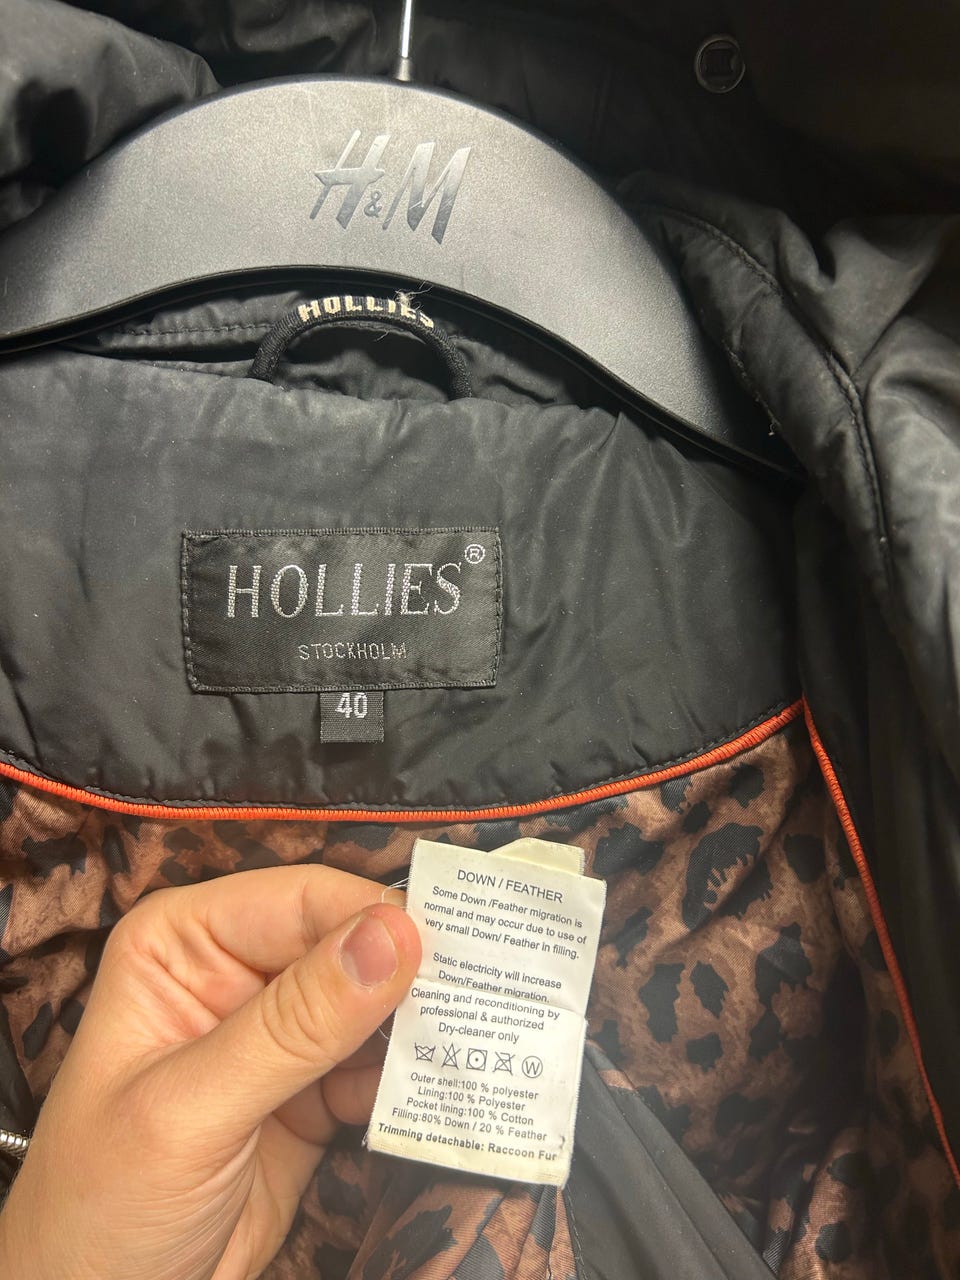 H&M
HOLLIES
HOLLIES®
STOCKHOLM
40
DOWN / FEATHER
Some Down /Feather migration is
normal and may occur due to use of
very small Down/ Feather in filling.
Static electricity will increase
Down/Feather migration.
Cleaning and reconditioning by
professional & authorized
Dry-cleaner only
W
Outer shell:100 % polyester
Lining:100 % Polyester
Pocket lining:100 % Cotton
Filling:80% Down / 20 % Feather
Trimming detachable: Raccoon Fur